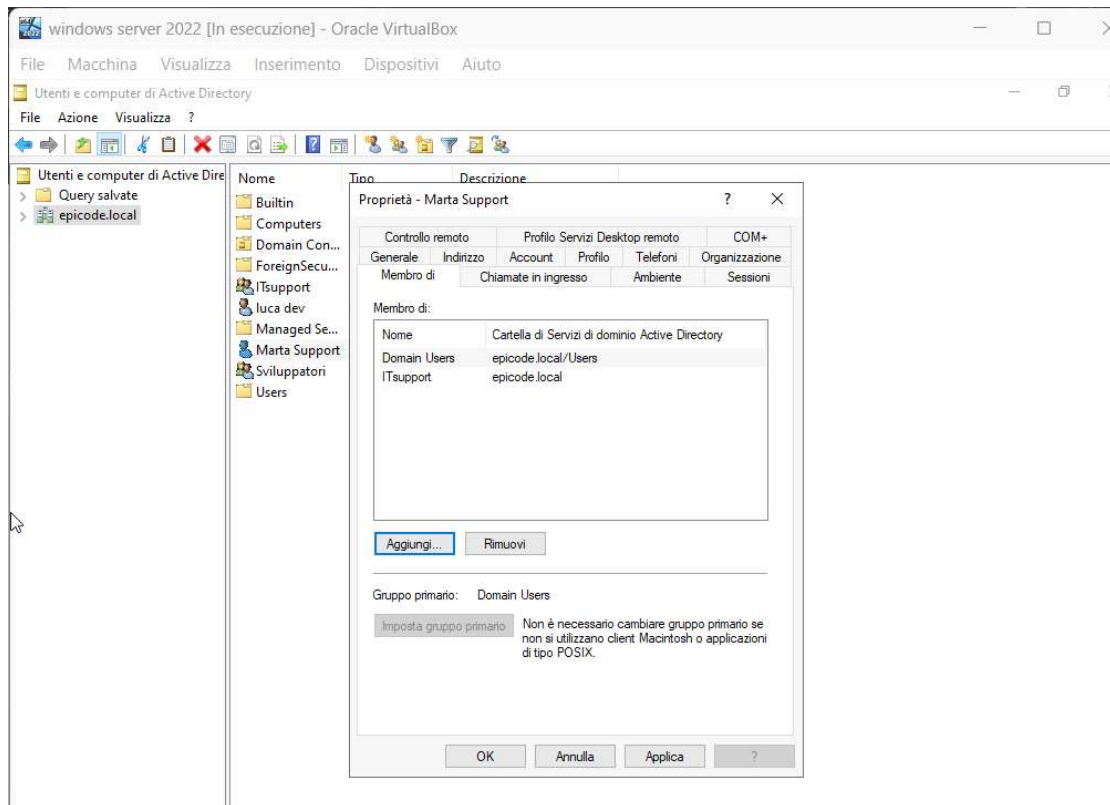 windows server 2022 [In esecuzione] - Oracle VirtualBox
File Macchina Visualizza Inserimento Dispositivi Aiuto
Utenti e computer di Active Directory
File Azione Visualizza ?
Utenti e computer di Active Dire
Query salvate
epicode.local
Nome Tipo Descrizione
Builtin
Computers
Domain Con...
ForeignSecu...
ITsupport
luca dev
Managed Se...
Marta Support
Sviluppatori
Users
Proprietà - Marta Support ?
Controllo remoto Profilo Servizi Desktop remoto COM+
Generale Indirizzo Account Profilo Telefoni Organizzazione
Membro di Chiamate in ingresso Ambiente Sessioni
Membro di:
Nome Cartella di Servizi di dominio Active Directory
Domain Users epicode.local/Users
ITsupport epicode.local
Aggiungi... Rimuovi
Gruppo primario: Domain Users
Imposta gruppo primario
Non è necessario cambiare gruppo primario se
non si utilizzano client Macintosh o applicazioni
di tipo POSIX.
OK Annulla Applica ?